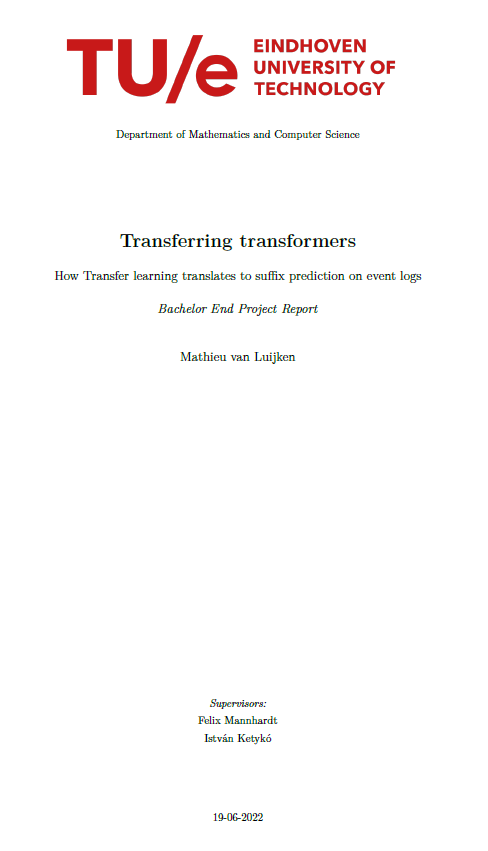 TU/e EINDHOVEN
UNIVERSITY OF
TECHNOLOGY
Department of Mathematics and Computer Science
Transferring transformers
How Transfer learning translates to suffix prediction on event logs
Bachelor End Project Report
Mathieu van Luijken
Supervisors:
Felix Mannhardt
István Ketykó
19-06-2022